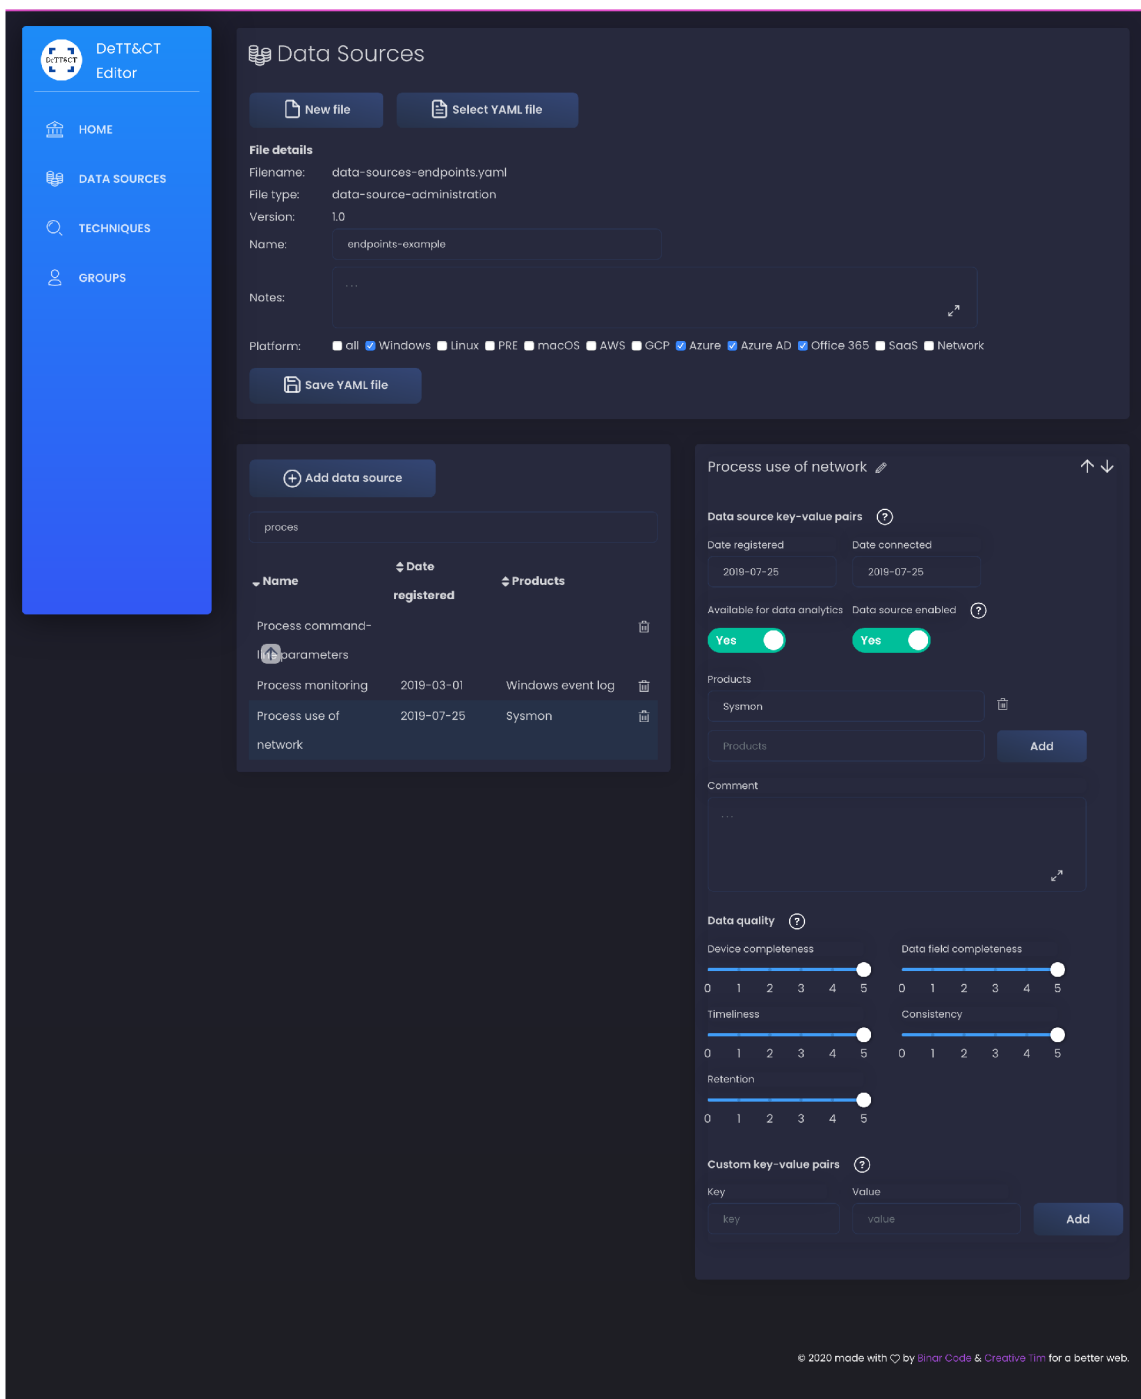 DeTT&CT
DeTT&CT
Editor
HOME
DATA SOURCES
TECHNIQUES
GROUPS
Data Sources
New file
Select YAML file
File details
Filename: data-sources-endpoints.yaml
File type: data-source-administration
Version: 1.0
Name: endpoints-example
Notes: ...
Platform: all Windows Linux PRE macOS AWS GCP Azure Azure AD Office 365 SaaS Network
Save YAML file
Add data source
proces
Name Date registered Products
Process command-
parameters
Process monitoring 2019-03-01 Windows event log
Process use of 2019-07-25 Sysmon
network
Process use of network
Data source key-value pairs ?
Date registered Date connected
2019-07-25 2019-07-25
Available for data analytics Data source enabled ?
Yes Yes
Products
Sysmon
Products Add
Comment
...
Data quality ?
Device completeness Data field completeness
0 1 2 3 4 5 0 1 2 3 4 5
Timeliness Consistency
0 1 2 3 4 5 0 1 2 3 4 5
Retention
0 1 2 3 4 5
Custom key-value pairs ?
Key Value
key value Add
© 2020 made with ♡ by Binar Code & Creative Tim for a better web.